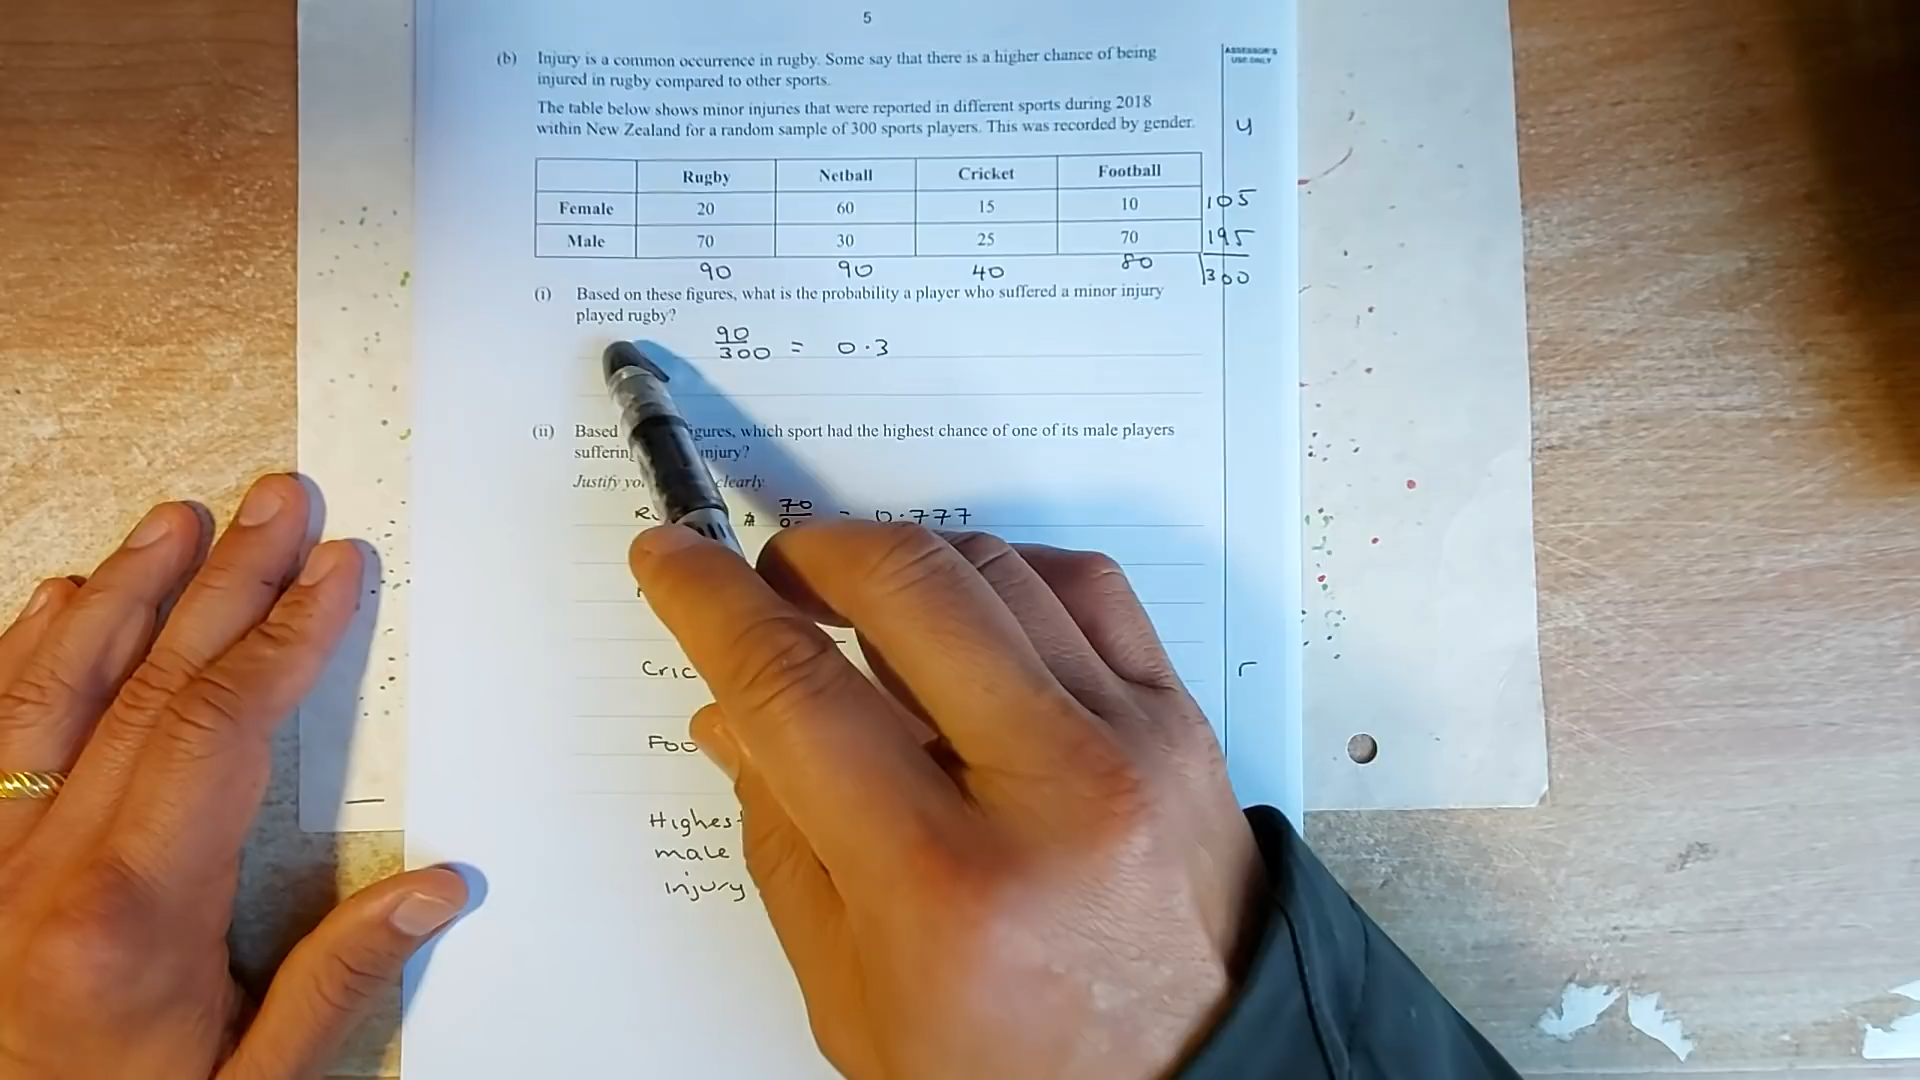 5
(b) Injury is a common occurrence in rugby. Some say that there is a higher chance of being
injured in rugby compared to other sports.
ASSESSOR'S
USE ONLY
The table below shows minor injuries that were reported in different sports during 2018
within New Zealand for a random sample of 300 sports players. This was recorded by gender.
Rugby Netball Cricket Football
Female 20 60 15 10 105
Male 70 30 25 70 195
90 90 40 80 300
(i) Based on these figures, what is the probability a player who suffered a minor injury
played rugby?
90
300 = 0.3
(ii) Based figures, which sport had the highest chance of one of its male players
injury?
Justify clearly.
70
= 0.777
Cric
Foo
Highest
male
injury